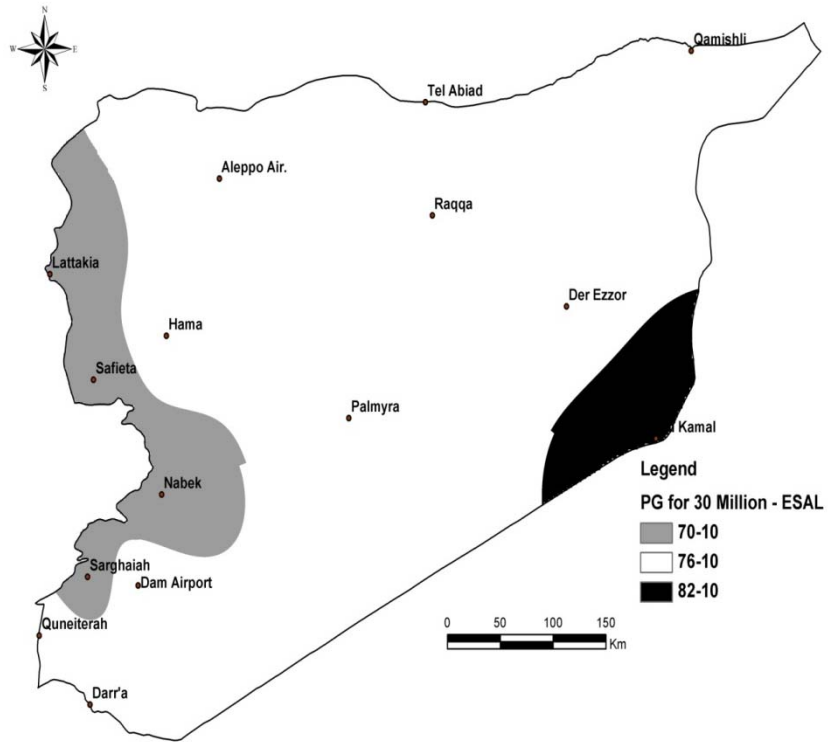 N
W E
S
Qamishli
Tel Abiad
Aleppo Air.
Raqqa
Lattakia
Der Ezzor
Hama
Safieta
Palmyra
Kamal
Nabek
Sarghaiah
Dam Airport
Quneiterah
Darr'a
Legend
PG for 30 Million - ESAL
70-10
76-10
82-10
0 50 100 150
Km